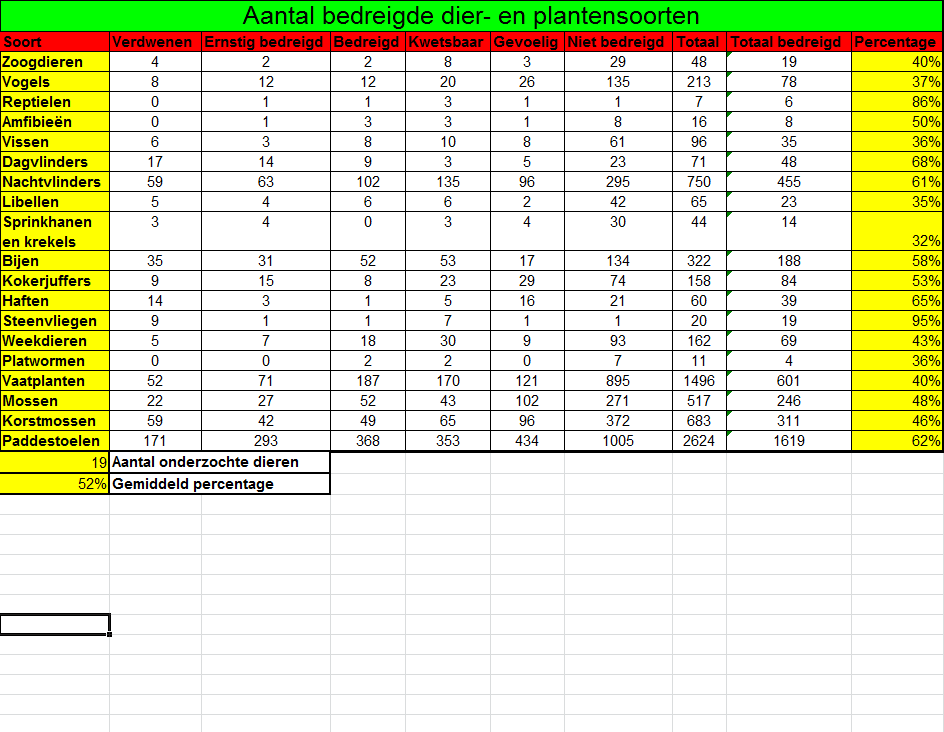 Aantal bedreigde dier- en plantensoorten
Soort Verdwenen Ernstig bedreigd Bedreigd Kwetsbaar Gevoelig Niet bedreigd Totaal Totaal bedreigd Percentage
Zoogdieren 4 2 2 8 3 29 48 19 40%
Vogels 8 12 12 20 26 135 213 78 37%
Reptielen 0 1 1 3 1 1 7 6 86%
Amfibieën 0 1 3 3 1 8 16 8 50%
Vissen 6 3 8 10 8 61 96 35 36%
Dagvlinders 17 14 9 3 5 23 71 48 68%
Nachtvlinders 59 63 102 135 96 295 750 455 61%
Libellen 5 4 6 6 2 42 65 23 35%
Sprinkhanen 3 4 0 3 4 30 44 14
en krekels 32%
Bijen 35 31 52 53 17 134 322 188 58%
Kokerjuffers 9 15 8 23 29 74 158 84 53%
Haften 14 3 1 5 16 21 60 39 65%
Steenvliegen 9 1 1 7 1 1 20 19 95%
Weekdieren 5 7 18 30 9 93 162 69 43%
Platwormen 0 0 2 2 0 7 11 4 36%
Vaatplanten 52 71 187 170 121 895 1496 601 40%
Mossen 22 27 52 43 102 271 517 246 48%
Korstmossen 59 42 49 65 96 372 683 311 46%
Paddestoelen 171 293 368 353 434 1005 2624 1619 62%
19 Aantal onderzochte dieren
52% Gemiddeld percentage